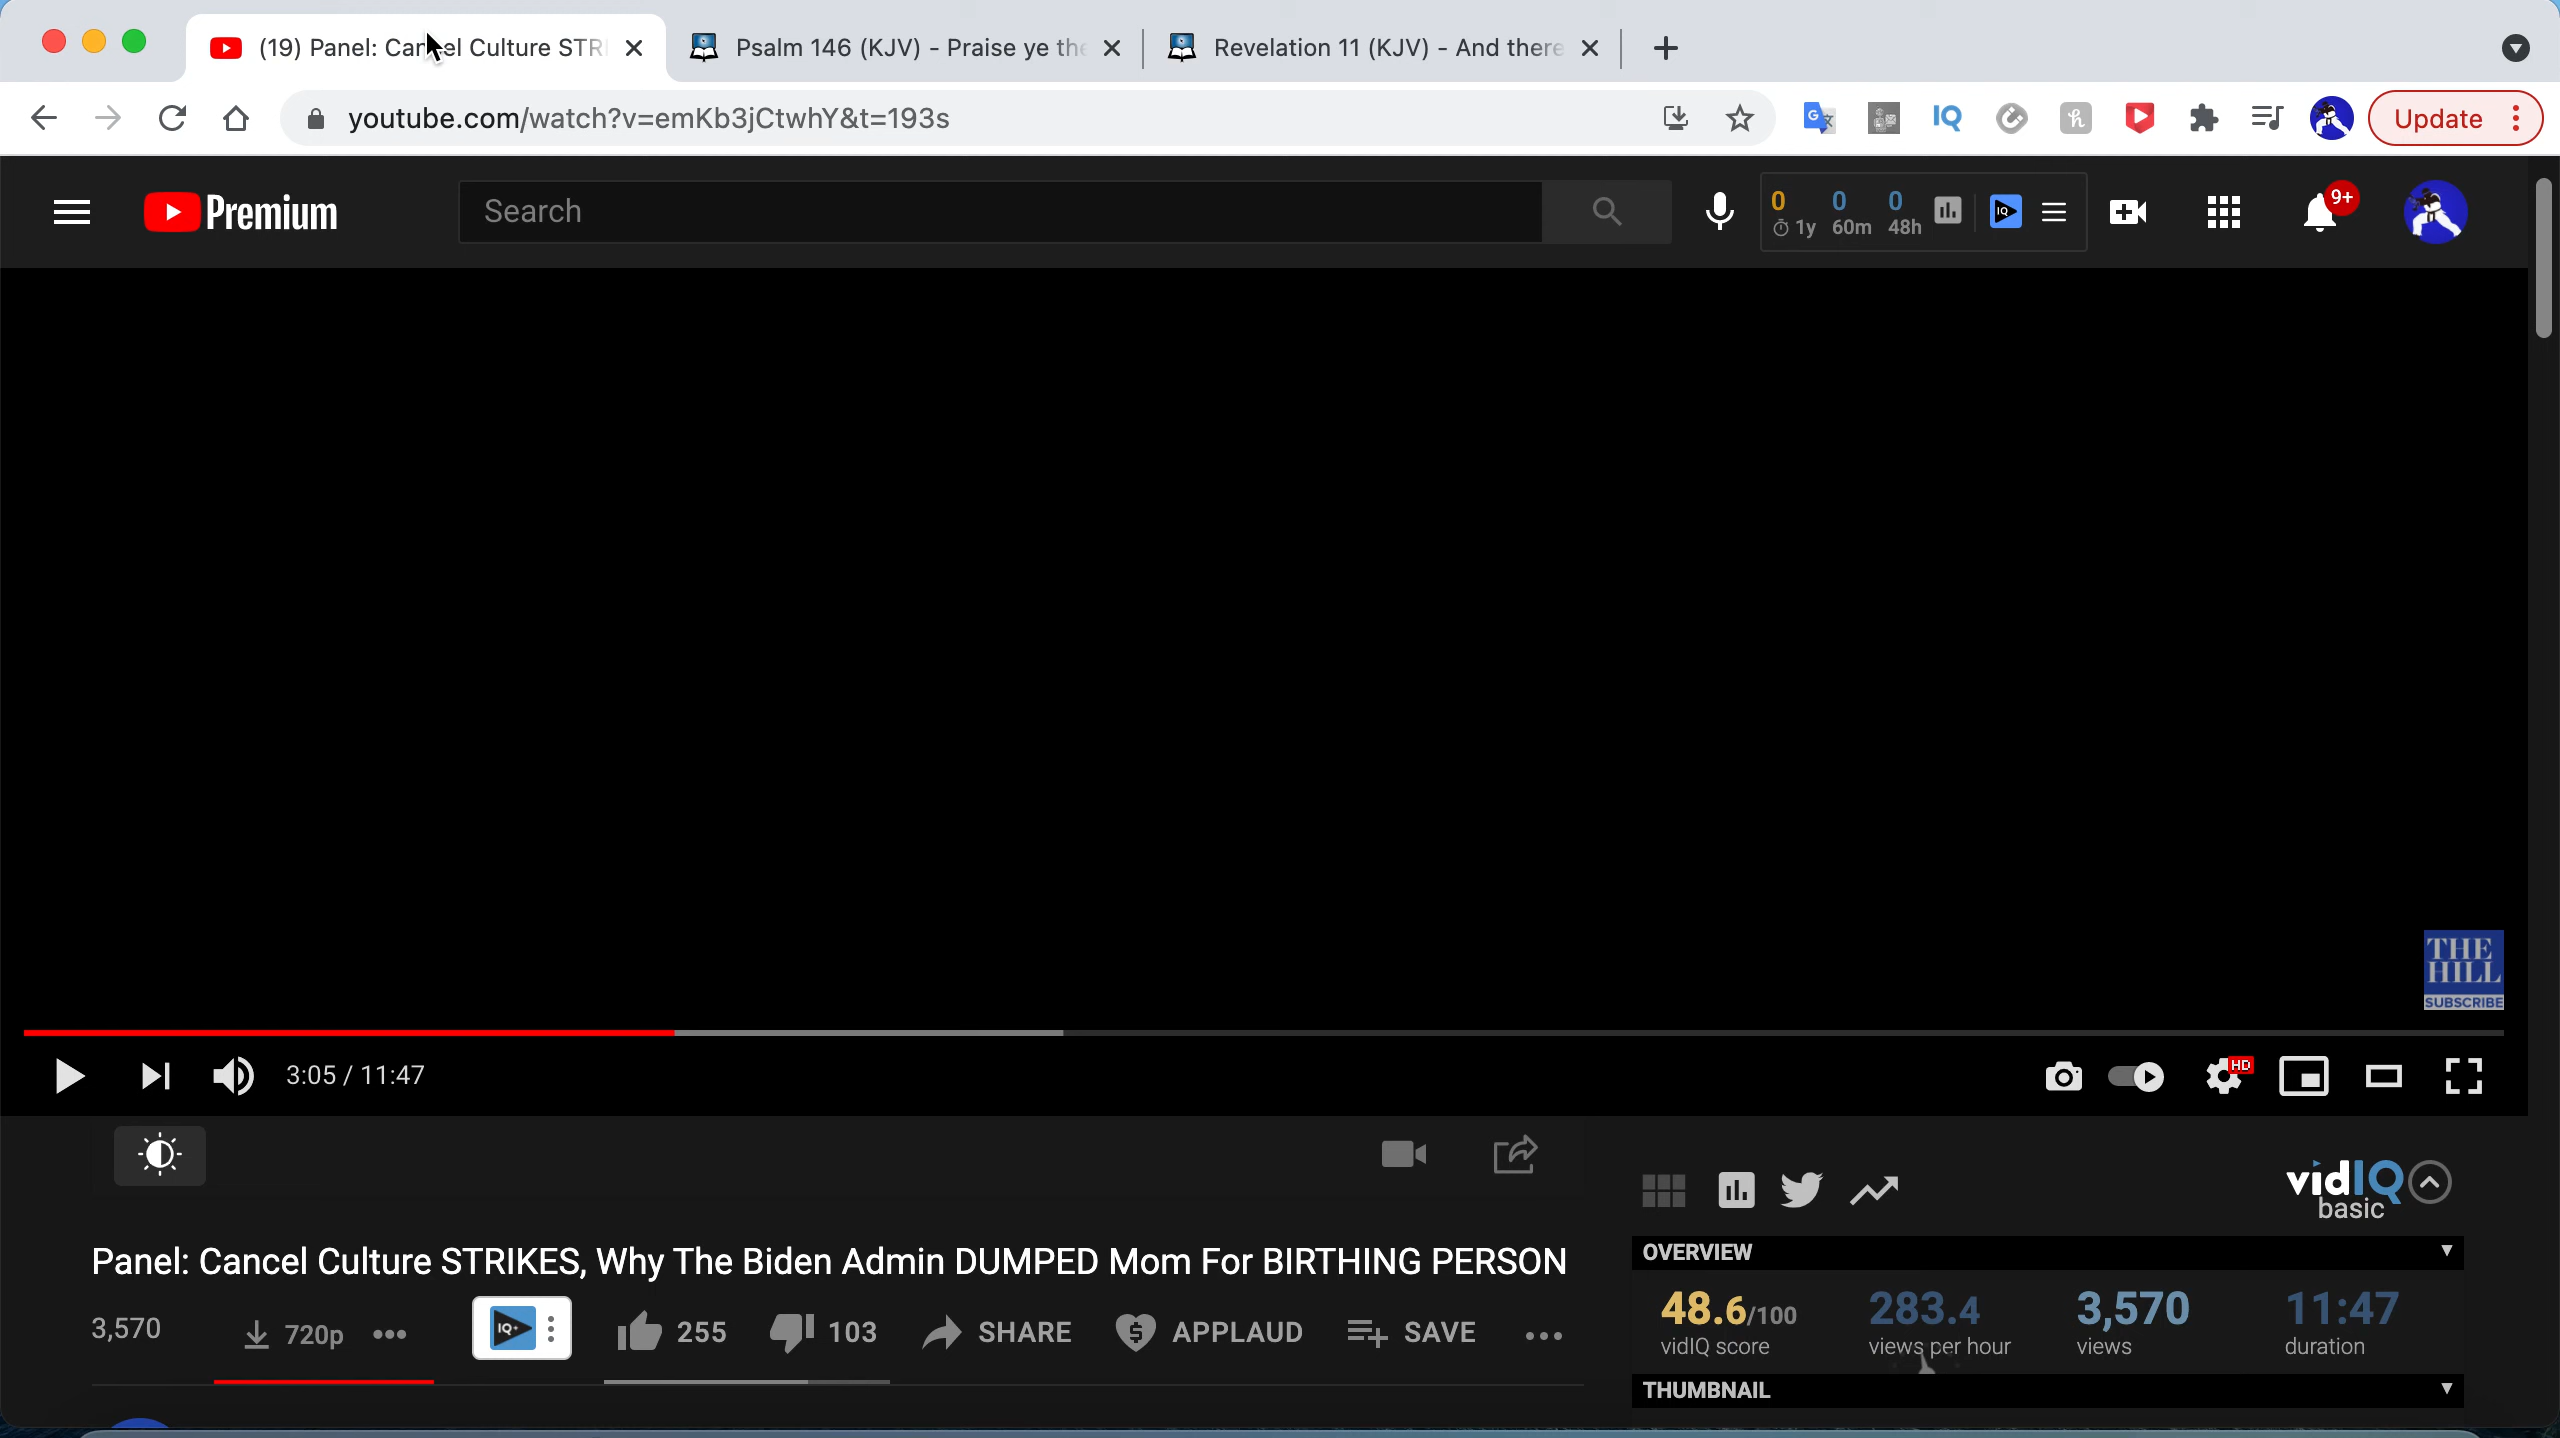 (19) Panel: Cancel Culture STRI
Psalm 146 (KJV) - Praise ye the
Revelation 11 (KJV) - And there
youtube.com/watch?v=emKb3jCtwhY&t=193s
Update
Premium
Search
0 0 0
1y 60m 48h
IQ
9+
THE
HILL
SUBSCRIBE
3:05 / 11:47
HD
vidIQ
basic
Panel: Cancel Culture STRIKES, Why The Biden Admin DUMPED Mom For BIRTHING PERSON
3,570
720p
IQ+
255
103
SHARE
APPLAUD
SAVE
OVERVIEW
48.6/100 283.4 3,570 11:47
vidIQ score views per hour views duration
THUMBNAIL